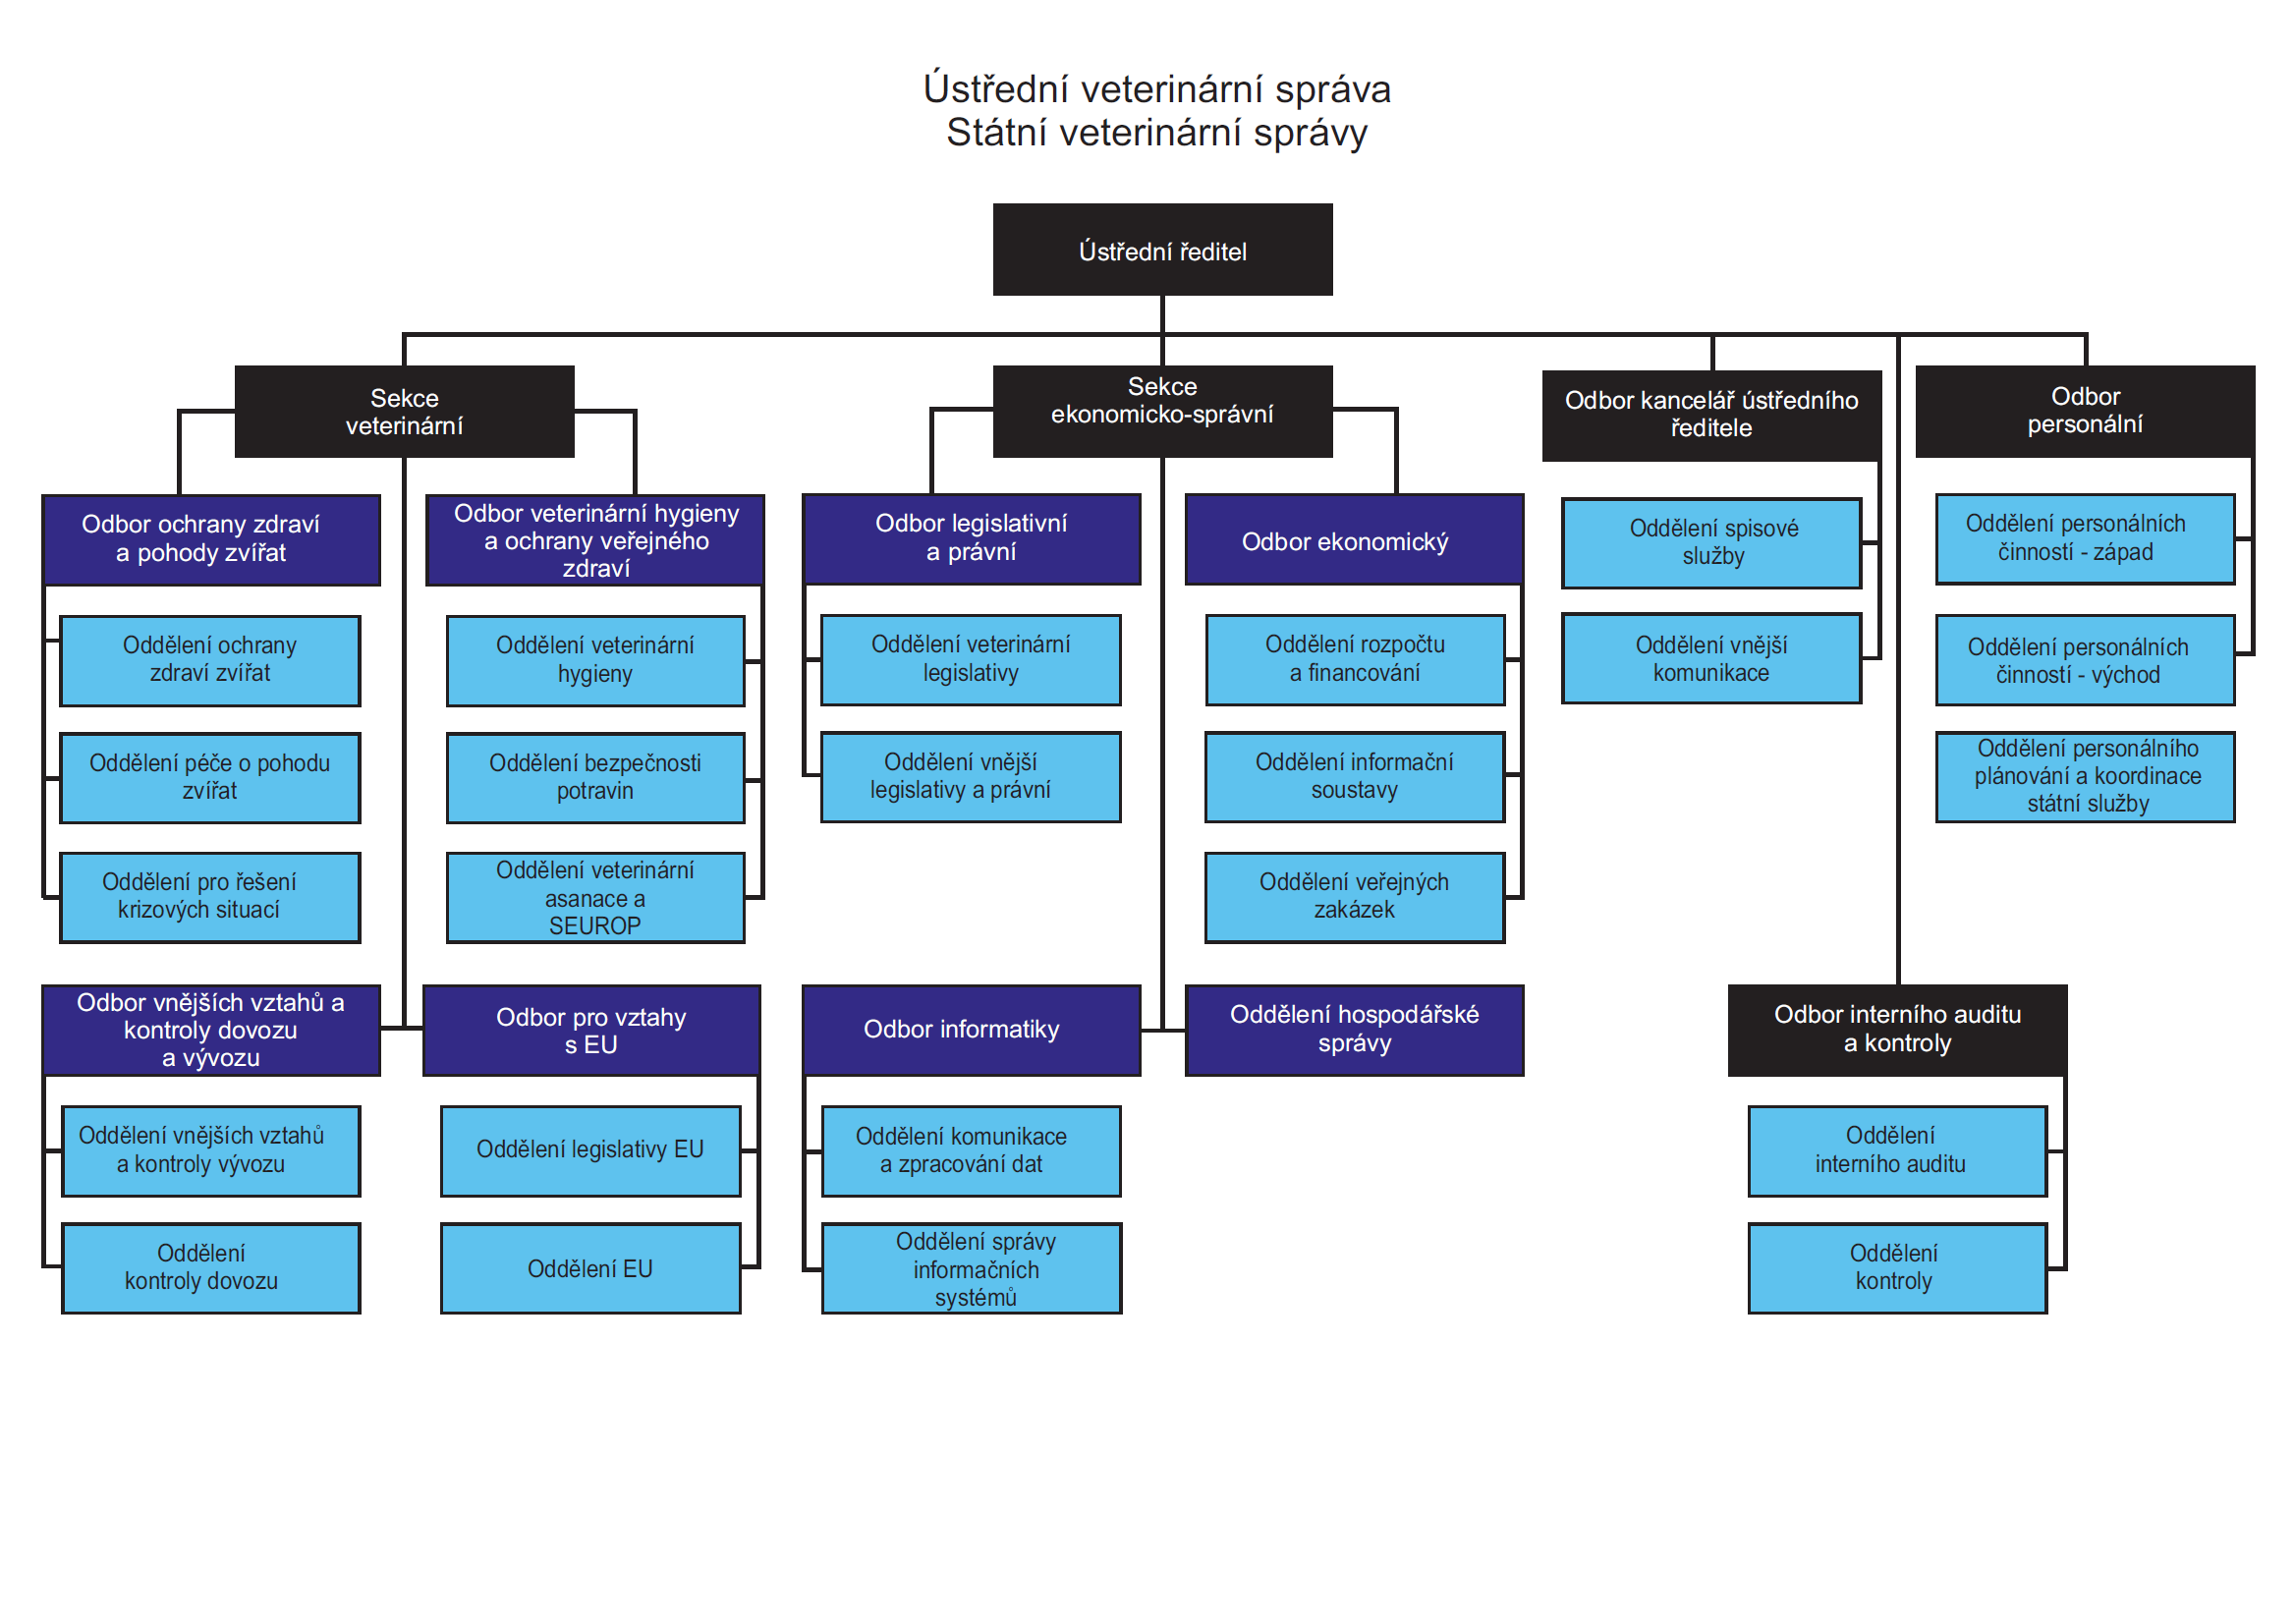 Ústřední veterinární správa
Státní veterinární správy
Ústřední ředitel
Sekce
veterinární
Sekce
ekonomicko-správní
Odbor kancelář ústředního
ředitele
Odbor
personální
Odbor ochrany zdraví
a pohody zvířat
Odbor veterinární hygieny
a ochrany veřejného
zdraví
Odbor legislativní
a právní
Odbor ekonomický
Oddělení spisové
služby
Oddělení personálních
činností - západ
Oddělení ochrany
zdraví zvířat
Oddělení veterinární
hygieny
Oddělení veterinární
legislativy
Oddělení rozpočtu
a financování
Oddělení vnější
komunikace
Oddělení personálních
činností - východ
Oddělení péče o pohodu
zvířat
Oddělení bezpečnosti
potravin
Oddělení vnější
legislativy a právní
Oddělení informační
soustavy
Oddělení personálního
plánování a koordinace
státní služby
Oddělení pro řešení
krizových situací
Oddělení veterinární
asanace a
SEUROP
Oddělení veřejných
zakázek
Odbor vnějších vztahů a
kontroly dovozu
a vývozu
Odbor pro vztahy
s EU
Odbor informatiky
Oddělení hospodářské
správy
Odbor interního auditu
a kontroly
Oddělení vnějších vztahů
a kontroly vývozu
Oddělení legislativy EU
Oddělení komunikace
a zpracování dat
Oddělení
interního auditu
Oddělení
kontroly dovozu
Oddělení EU
Oddělení správy
informačních
systémů
Oddělení
kontroly